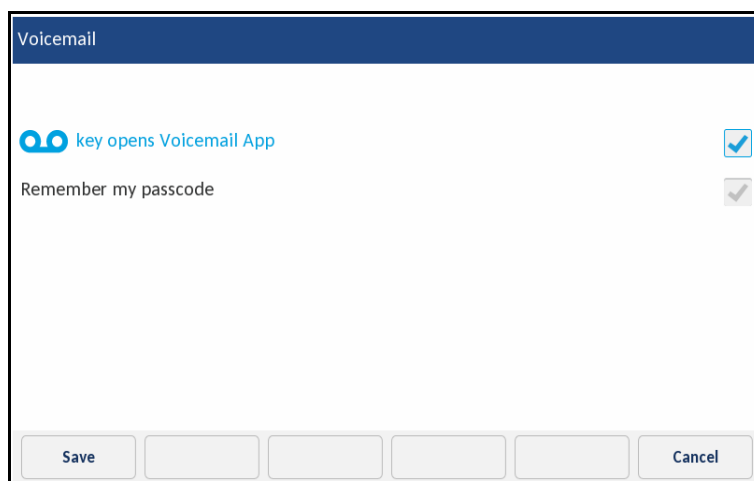 Voicemail
key opens Voicemail App
Remember my passcode
Save Cancel